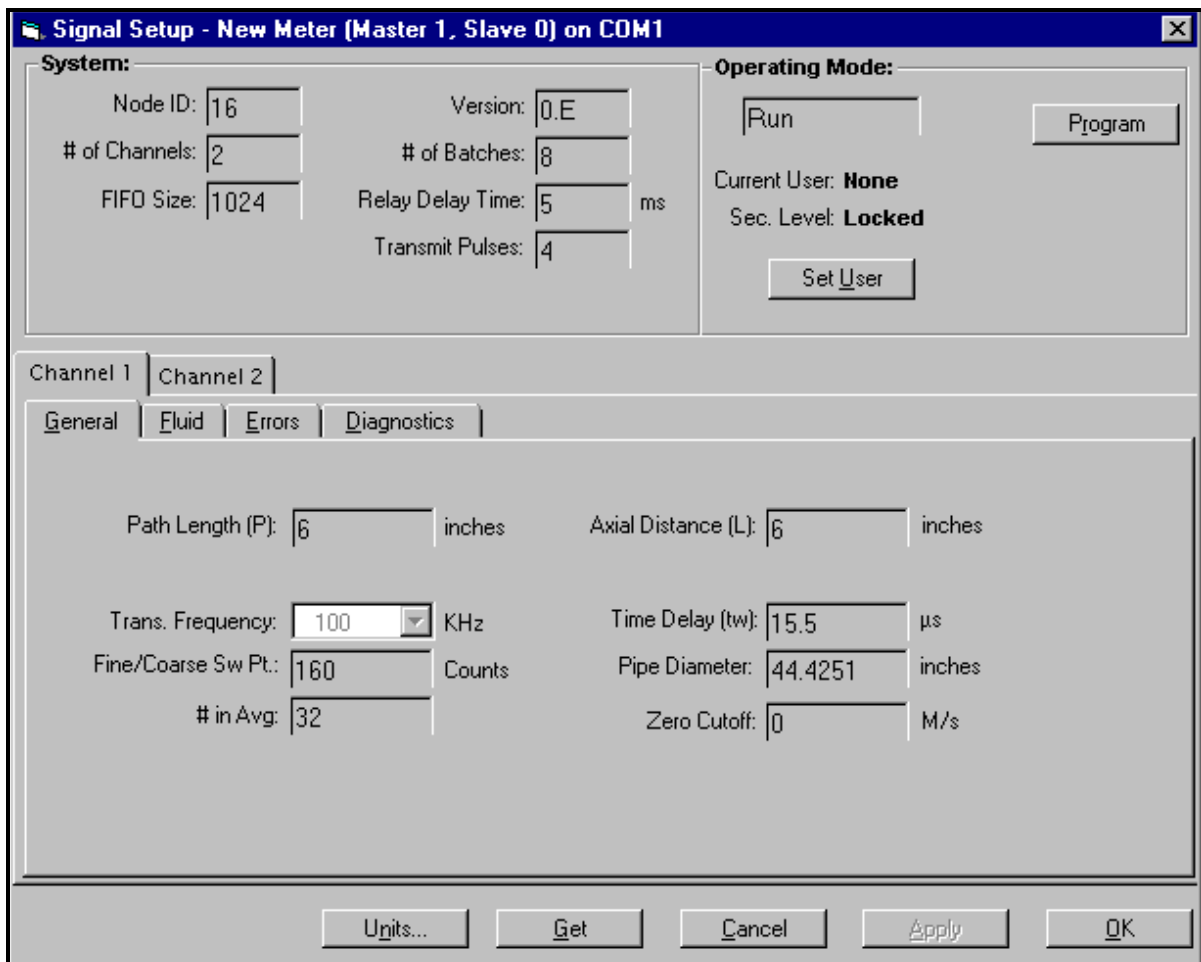 Signal Setup - New Meter (Master 1, Slave 0) on COM1
System:
Node ID: 16
Version: 0.E
# of Channels: 2
# of Batches: 8
FIFO Size: 1024
Relay Delay Time: 5 ms
Transmit Pulses: 4
Operating Mode:
Run
Program
Current User: None
Sec. Level: Locked
Set User
Channel 1 Channel 2
General Fluid Errors Diagnostics
Path Length (P): 6 inches
Axial Distance (L): 6 inches
Trans. Frequency: 100 KHz
Time Delay (tw): 15.5 µs
Fine/Coarse Sw Pt.: 160 Counts
Pipe Diameter: 44.4251 inches
# in Avg: 32
Zero Cutoff: 0 M/s
Units... Get Cancel Apply OK